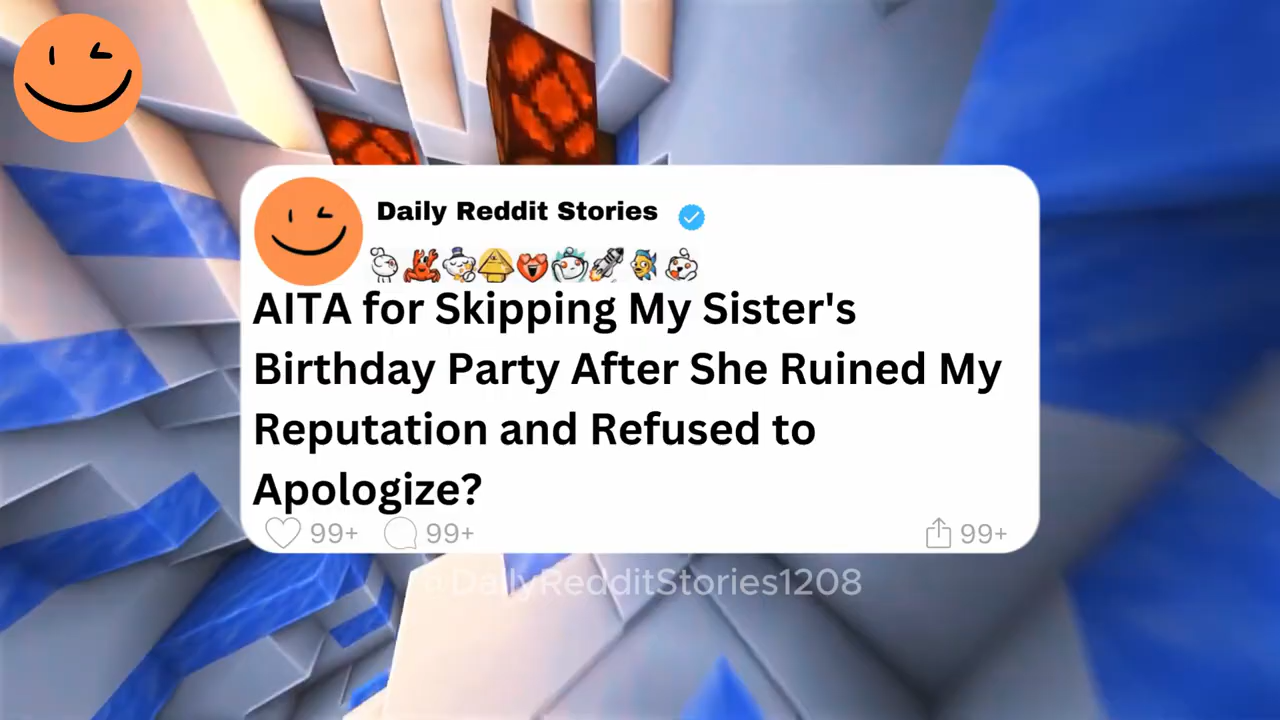 Daily Reddit Stories
AITA for Skipping My Sister's
Birthday Party After She Ruined My
Reputation and Refused to
Apologize?
99+ 99+ 99+
@DailyRedditStories1208